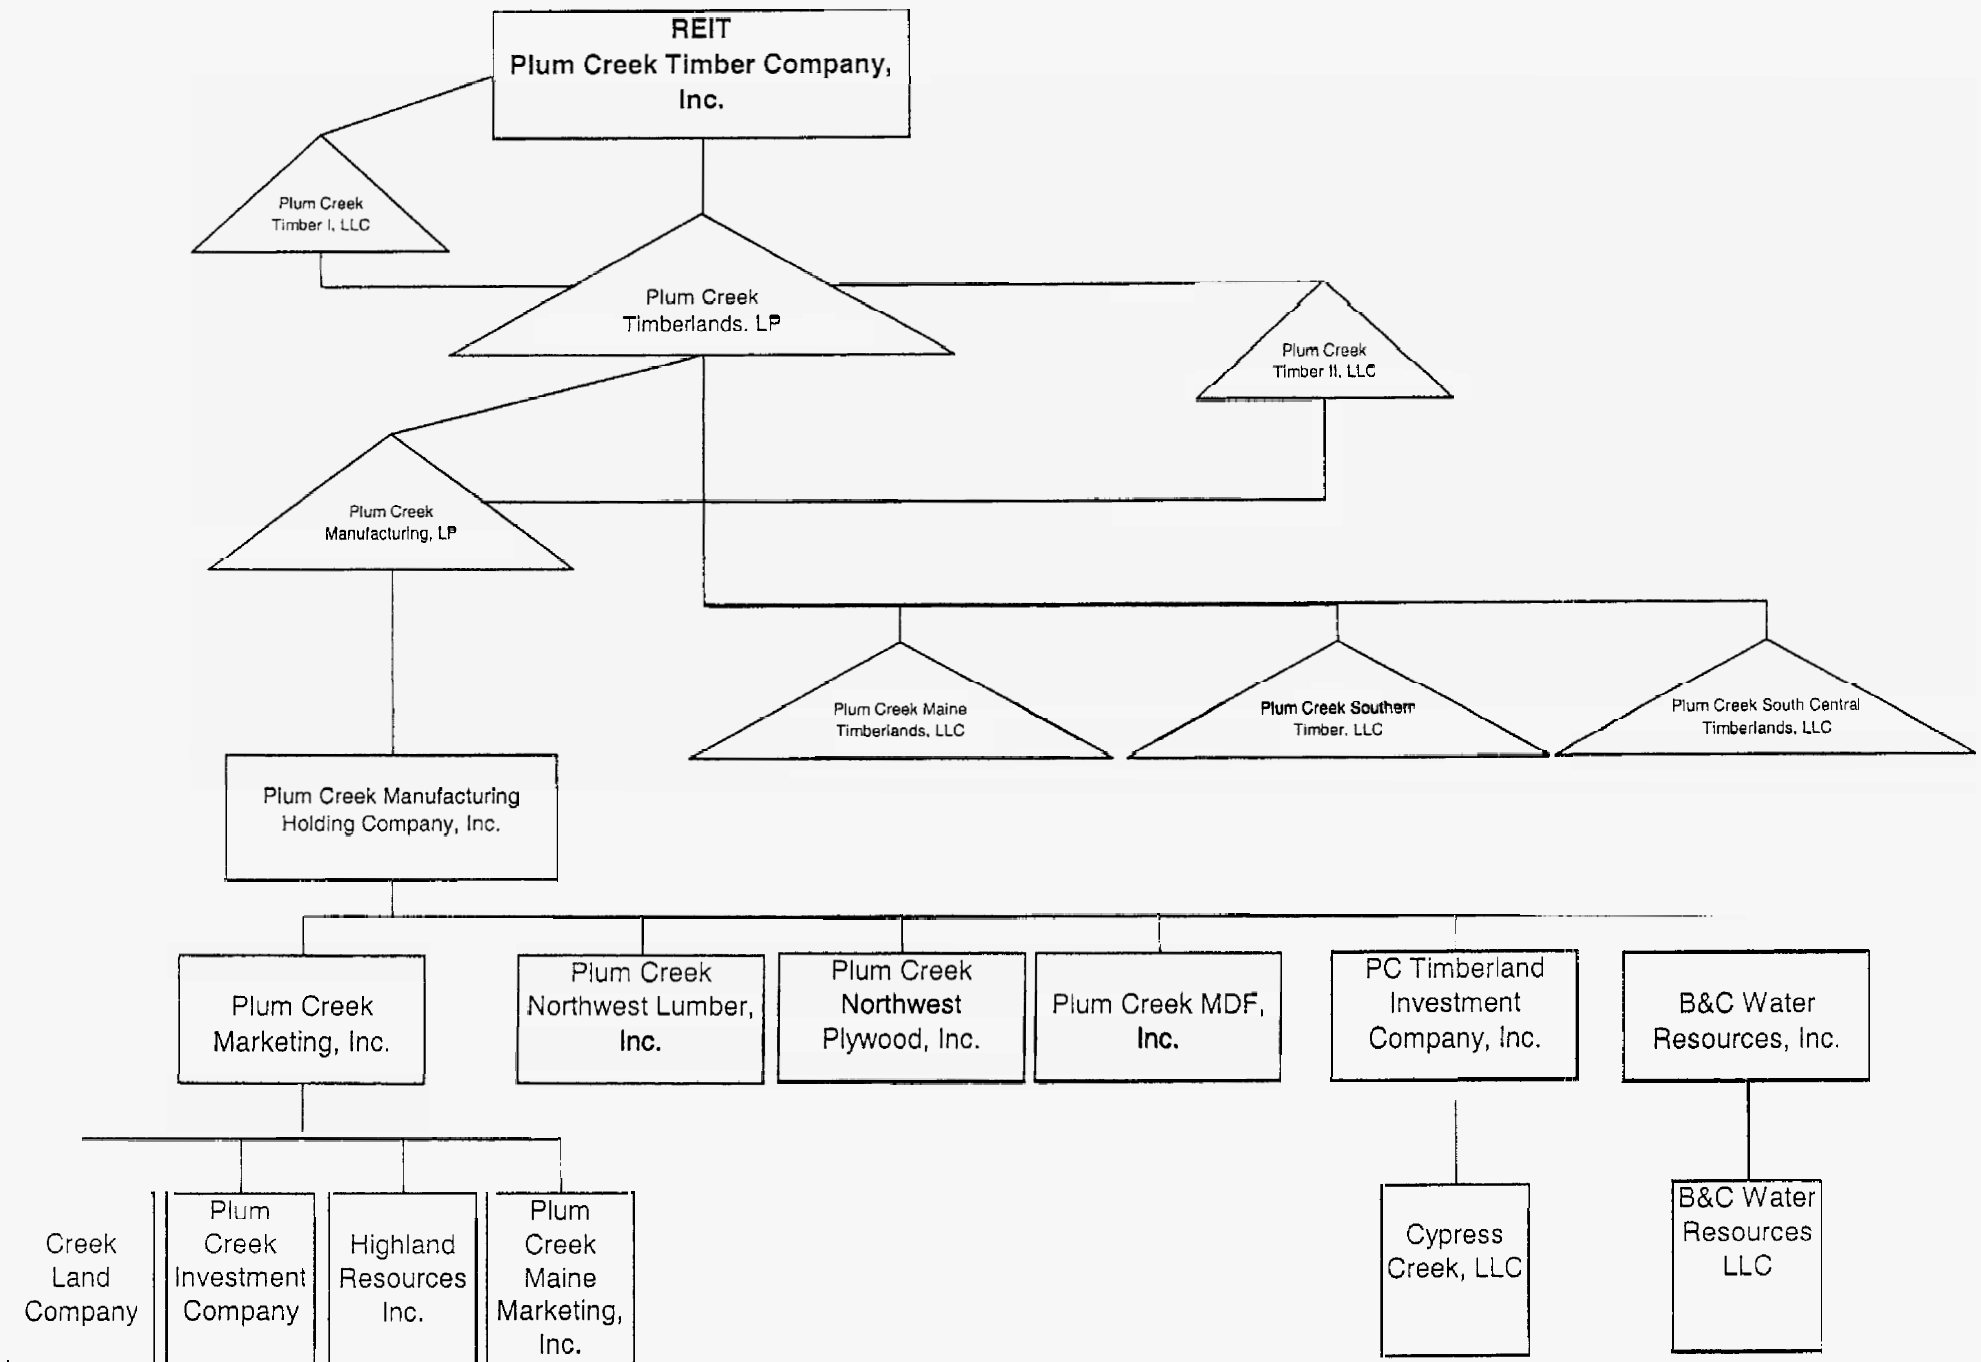 REIT
Plum Creek Timber Company,
Inc.
Plum Creek
Timber I, LLC
Plum Creek
Timberlands. LP
Plum Creek
Timber II, LLC
Plum Creek
Manufacturing, LP
Plum Creek Maine
Timberlands, LLC
Plum Creek Southern
Timber. LLC
Plum Creek South Central
Timberlands, LLC
Plum Creek Manufacturing
Holding Company, Inc.
Plum Creek
Marketing, Inc.
Plum Creek
Northwest Lumber,
Inc.
Plum Creek
Northwest
Plywood, Inc.
Plum Creek MDF,
Inc.
PC Timberland
Investment
Company, Inc.
B&C Water
Resources, Inc.
Creek
Land
Company
Plum
Creek
Investment
Company
Highland
Resources
Inc.
Plum
Creek
Maine
Marketing,
Inc.
Cypress
Creek, LLC
B&C Water
Resources
LLC